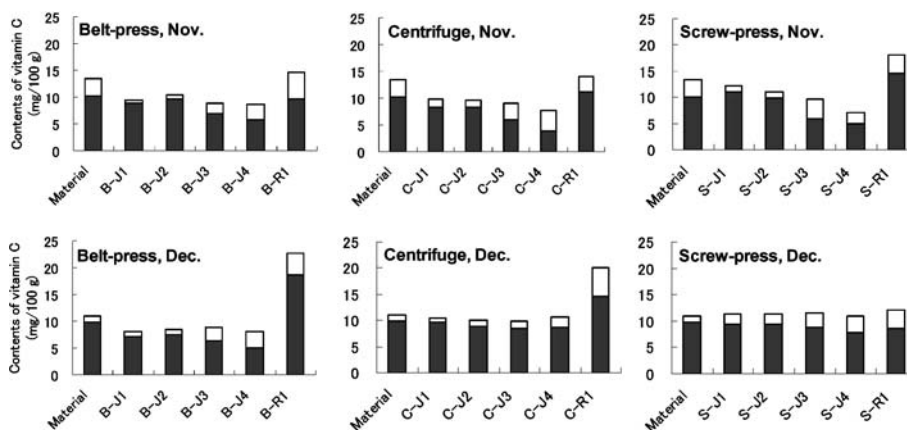 Contents of vitamin C
(mg/100 g)
Belt-press, Nov.
25
20
15
10
5
0
Material
B-J1
B-J2
B-J3
B-J4
B-R1
Centrifuge, Nov.
25
20
15
10
5
0
Material
C-J1
C-J2
C-J3
C-J4
C-R1
Screw-press, Nov.
25
20
15
10
5
0
Material
S-J1
S-J2
S-J3
S-J4
S-R1
Contents of vitamin C
(mg/100 g)
Belt-press, Dec.
25
20
15
10
5
0
Material
B-J1
B-J2
B-J3
B-J4
B-R1
Centrifuge, Dec.
25
20
15
10
5
0
Material
C-J1
C-J2
C-J3
C-J4
C-R1
Screw-press, Dec.
25
20
15
10
5
0
Material
S-J1
S-J2
S-J3
S-J4
S-R1